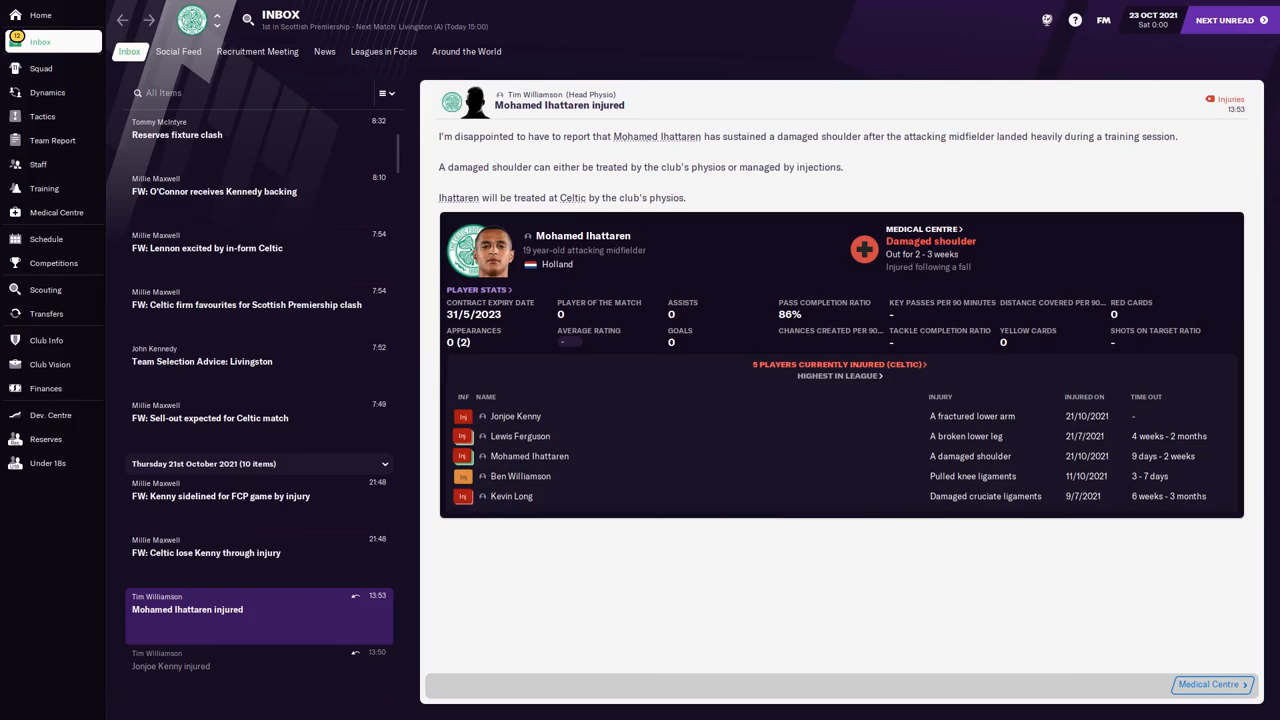 Home
12
Inbox
Squad
Dynamics
Tactics
Team Report
Staff
Training
Medical Centre
Schedule
Competitions
Scouting
Transfers
Club Info
Club Vision
Finances
Dev. Centre
Reserves
Under 18s
INBOX
1st in Scottish Premiership - Next Match: Livingston (A) (Today 15:00)
FM
23 OCT 2021
Sat 0:00
NEXT UNREAD
Inbox
Social Feed
Recruitment Meeting
News
Leagues in Focus
Around the World
All Items
Tommy McIntyre 8:32
Reserves fixture clash
Millie Maxwell 8:10
FW: O'Connor receives Kennedy backing
Millie Maxwell 7:54
FW: Lennon excited by in-form Celtic
Millie Maxwell 7:54
FW: Celtic firm favourites for Scottish Premiership clash
John Kennedy 7:52
Team Selection Advice: Livingston
Millie Maxwell 7:49
FW: Sell-out expected for Celtic match
Thursday 21st October 2021 (10 items)
Millie Maxwell 21:48
FW: Kenny sidelined for FCP game by injury
Millie Maxwell 21:48
FW: Celtic lose Kenny through injury
Tim Williamson 13:53
Mohamed Ihattaren injured
Tim Williamson 13:50
Jonjoe Kenny injured
Tim Williamson (Head Physio)
Mohamed Ihattaren injured
Injuries
13:53
I'm disappointed to have to report that Mohamed Ihattaren has sustained a damaged shoulder after the attacking midfielder landed heavily during a training session.
A damaged shoulder can either be treated by the club's physios or managed by injections.
Ihattaren will be treated at Celtic by the club's physios.
Mohamed Ihattaren
19 year-old attacking midfielder
Holland
MEDICAL CENTRE >
Damaged shoulder
Out for 2 - 3 weeks
Injured following a fall
PLAYER STATS >
CONTRACT EXPIRY DATE PLAYER OF THE MATCH ASSISTS PASS COMPLETION RATIO KEY PASSES PER 90 MINUTES DISTANCE COVERED PER 90... RED CARDS
31/5/2023 0 0 86% - - 0
APPEARANCES AVERAGE RATING GOALS CHANCES CREATED PER 90... TACKLE COMPLETION RATIO YELLOW CARDS SHOTS ON TARGET RATIO
0 (2) - 0 - - 0 -
5 PLAYERS CURRENTLY INJURED (CELTIC) >
HIGHEST IN LEAGUE >
INF NAME INJURY INJURED ON TIME OUT
Inj Jonjoe Kenny A fractured lower arm 21/10/2021 -
Inj Lewis Ferguson A broken lower leg 21/7/2021 4 weeks - 2 months
Inj Mohamed Ihattaren A damaged shoulder 21/10/2021 9 days - 2 weeks
Inj Ben Williamson Pulled knee ligaments 11/10/2021 3 - 7 days
Inj Kevin Long Damaged cruciate ligaments 9/7/2021 6 weeks - 3 months
Medical Centre >